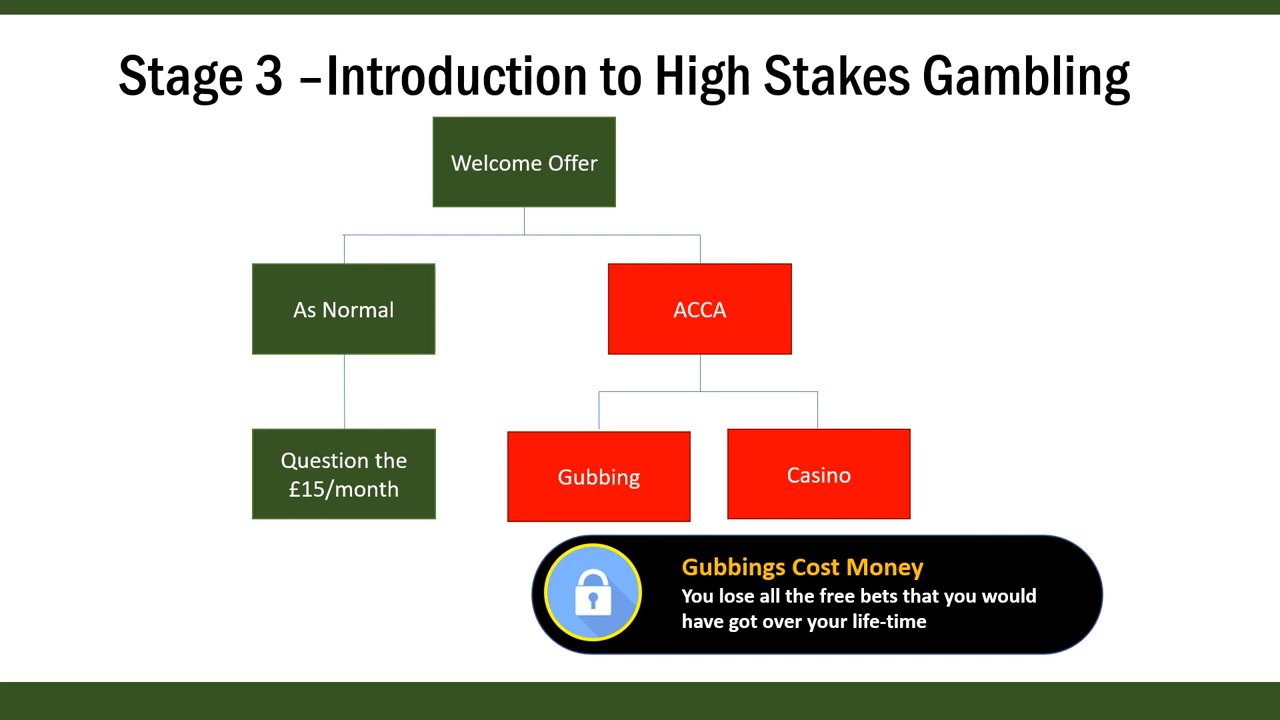 Stage 3 –Introduction to High Stakes Gambling
Welcome Offer
As Normal
ACCA
Question the
£15/month
Gubbing
Casino
Gubbings Cost Money
You lose all the free bets that you would
have got over your life-time